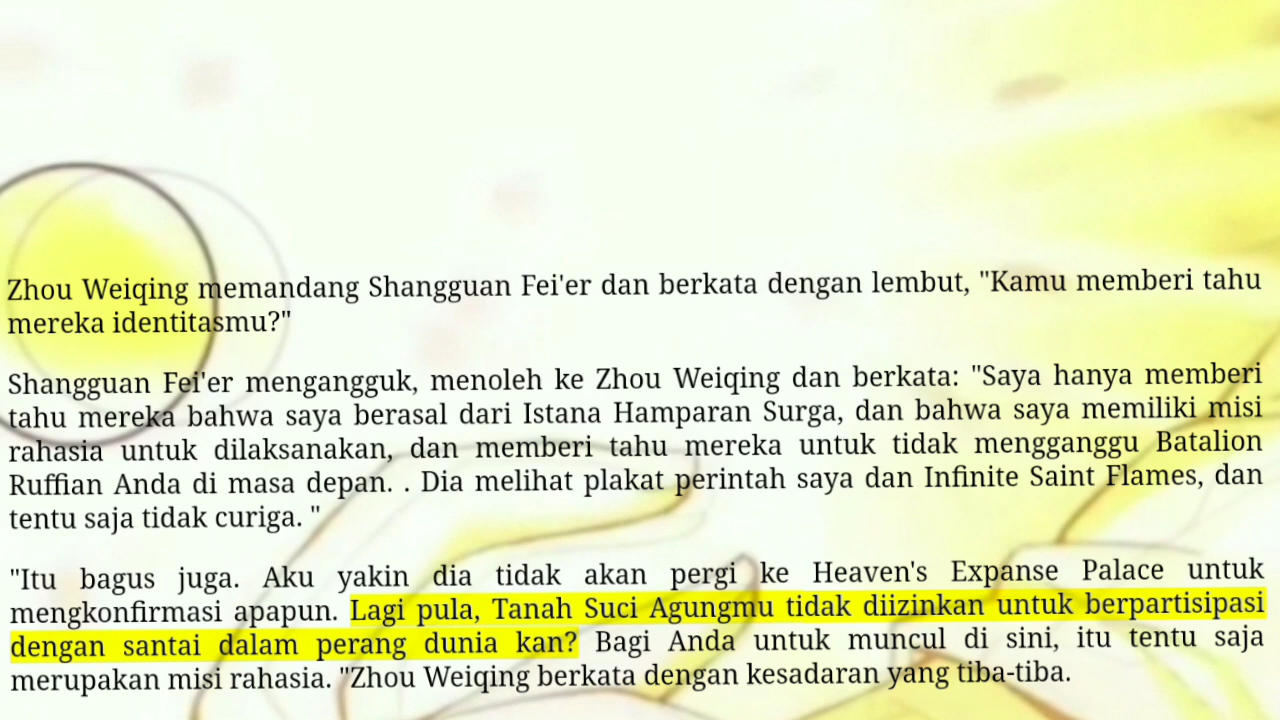 Zhou Weiqing memandang Shangguan Fei'er dan berkata dengan lembut, "Kamu memberi tahu
mereka identitasmu?"
Shangguan Fei'er mengangguk, menoleh ke Zhou Weiqing dan berkata: "Saya hanya memberi
tahu mereka bahwa saya berasal dari Istana Hamparan Surga, dan bahwa saya memiliki misi
rahasia untuk dilaksanakan, dan memberi tahu mereka untuk tidak mengganggu Batalion
Ruffian Anda di masa depan. . Dia melihat plakat perintah saya dan Infinite Saint Flames, dan
tentu saja tidak curiga. "
"Itu bagus juga. Aku yakin dia tidak akan pergi ke Heaven's Expanse Palace untuk
mengkonfirmasi apapun. Lagi pula, Tanah Suci Agungmu tidak diizinkan untuk berpartisipasi
dengan santai dalam perang dunia kan? Bagi Anda untuk muncul di sini, itu tentu saja
merupakan misi rahasia. "Zhou Weiqing berkata dengan kesadaran yang tiba-tiba.